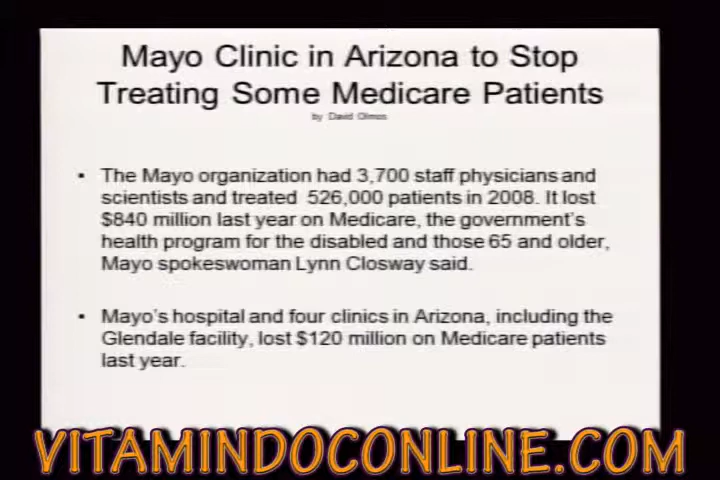 Mayo Clinic in Arizona to Stop
Treating Some Medicare Patients
by David Olmos
• The Mayo organization had 3,700 staff physicians and
scientists and treated 526,000 patients in 2008. It lost
$840 million last year on Medicare, the government's
health program for the disabled and those 65 and older,
Mayo spokeswoman Lynn Closway said.
• Mayo's hospital and four clinics in Arizona, including the
Glendale facility, lost $120 million on Medicare patients
last year.
VITAMINDOCONLINE.COM